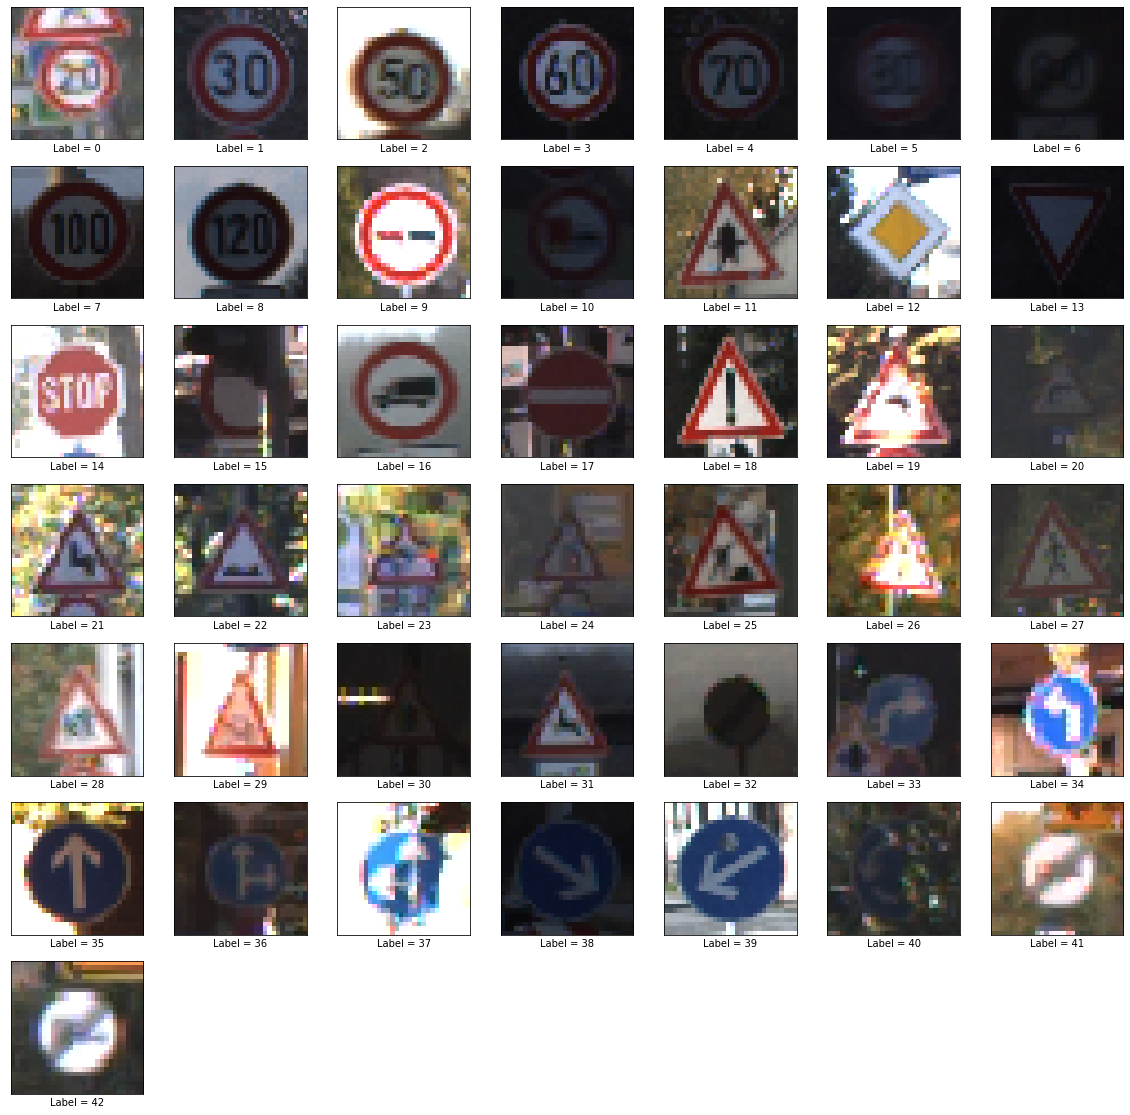 20
30
50
60
70
80
Label = 0
Label = 1
Label = 2
Label = 3
Label = 4
Label = 5
Label = 6
100
120
Label = 7
Label = 8
Label = 9
Label = 10
Label = 11
Label = 12
Label = 13
STOP
Label = 14
Label = 15
Label = 16
Label = 17
Label = 18
Label = 19
Label = 20
Label = 21
Label = 22
Label = 23
Label = 24
Label = 25
Label = 26
Label = 27
Label = 28
Label = 29
Label = 30
Label = 31
Label = 32
Label = 33
Label = 34
Label = 35
Label = 36
Label = 37
Label = 38
Label = 39
Label = 40
Label = 41
Label = 42